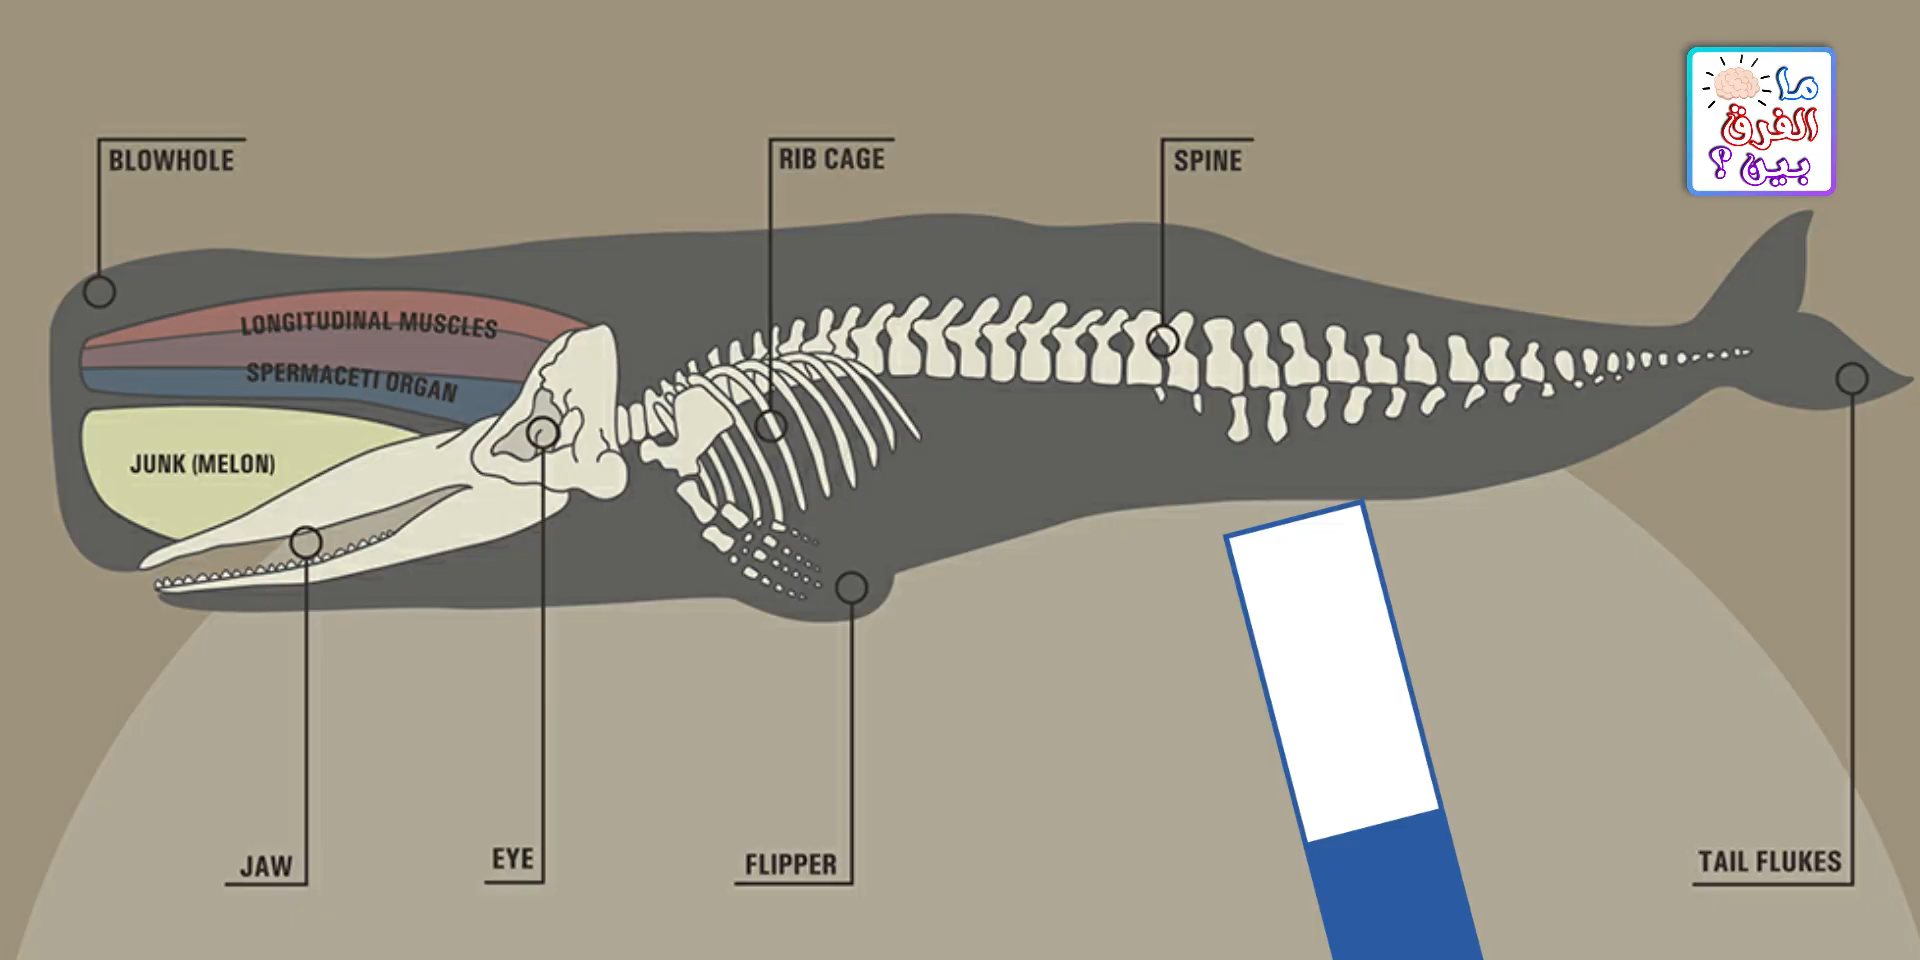 BLOWHOLE
RIB CAGE
SPINE
ما
الفرق
بين ؟
LONGITUDINAL MUSCLES
SPERMACETI ORGAN
JUNK (MELON)
JAW
EYE
FLIPPER
TAIL FLUKES